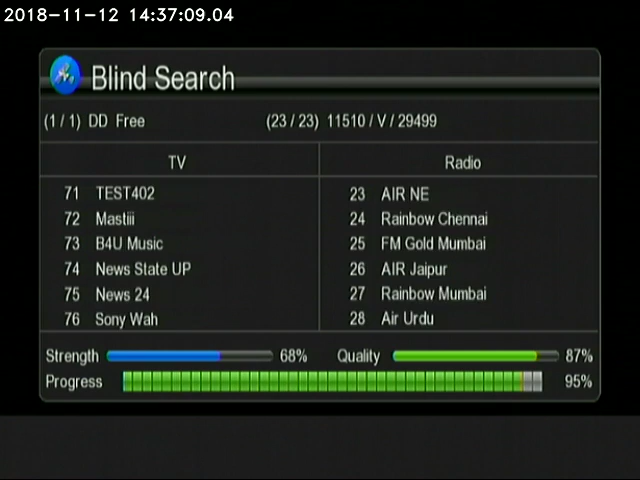 2018-11-12 14:37:09.04
Blind Search
(1 / 1) DD Free (23 / 23) 11510 / V / 29499
TV Radio
71 TEST402 23 AIR NE
72 Mastiii 24 Rainbow Chennai
73 B4U Music 25 FM Gold Mumbai
74 News State UP 26 AIR Jaipur
75 News 24 27 Rainbow Mumbai
76 Sony Wah 28 Air Urdu
Strength 68% Quality 87%
Progress 95%